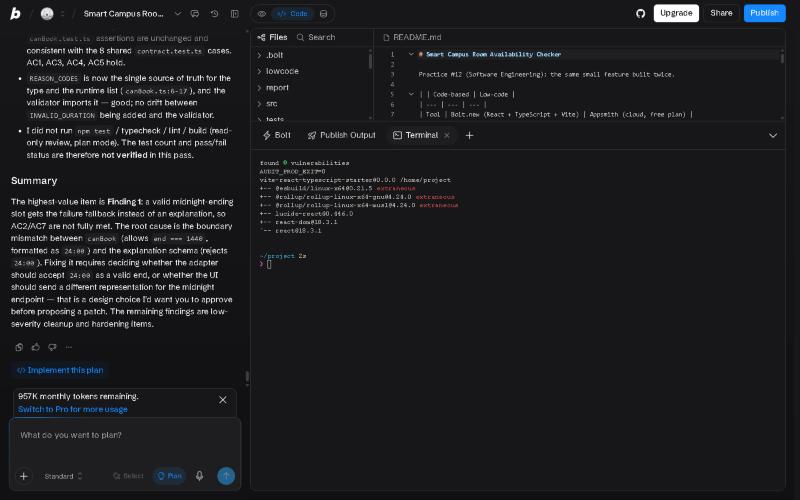 Smart Campus Roo...
Code
Upgrade
Share
Publish
canBook.ts assertions are unchanged and
consistent with the 8 shared contract.test.ts cases.
AC1, AC3, AC4, AC5 hold.
• REASON_CODES is now the single source of truth for the
type and the runtime list ( canBook.ts:6-17 ), and the
validator imports it — good; no drift between
INVALID_DURATION being added and the validator.
• I did not run npm test / typecheck / lint / build (read-
only review, plan mode). The test count and pass/fail
status are therefore not verified in this pass.
Summary
The highest-value item is Finding 1: a valid midnight-ending
slot gets the failure fallback instead of an explanation, so
AC2/AC7 are not fully met. The root cause is the boundary
mismatch between canBook (allows end === 1440 ,
formatted as 24:00 ) and the explanation schema (rejects
24:00 ). Fixing it requires deciding whether the adapter
should accept 24:00 as a valid end, or whether the UI
should send a different representation for the midnight
endpoint — that is a design choice I'd want you to approve
before proposing a patch. The remaining findings are low-
severity cleanup and hardening items.
Implement this plan
957K monthly tokens remaining.
Switch to Pro for more usage
What do you want to plan?
Standard
Select
Plan
Files
Search
.bolt
lowcode
report
src
tests
README.md
1 # Smart Campus Room Availability Checker
2
3 Practice #12 (Software Engineering): the same small feature built twice.
4
5 | | Code-based | Low-code |
6 | --- | --- | --- |
7 | Tool | Bolt.new (React + TypeScript + Vite) | Appsmith (cloud, free plan) |
Bolt
Publish Output
Terminal
found 0 vulnerabilities
AUDIT_PROD_EXIT=0
vite-react-typescript-starter@0.0.0 /home/project
+-- @esbuild/linux-x64@0.21.5 extraneous
+-- @rollup/rollup-linux-x64-gnu@4.24.0 extraneous
+-- @rollup/rollup-linux-x64-musl@4.24.0 extraneous
+-- lucide-react@0.446.0
+-- react-dom@18.3.1
`-- react@18.3.1
~/project 2s
❯